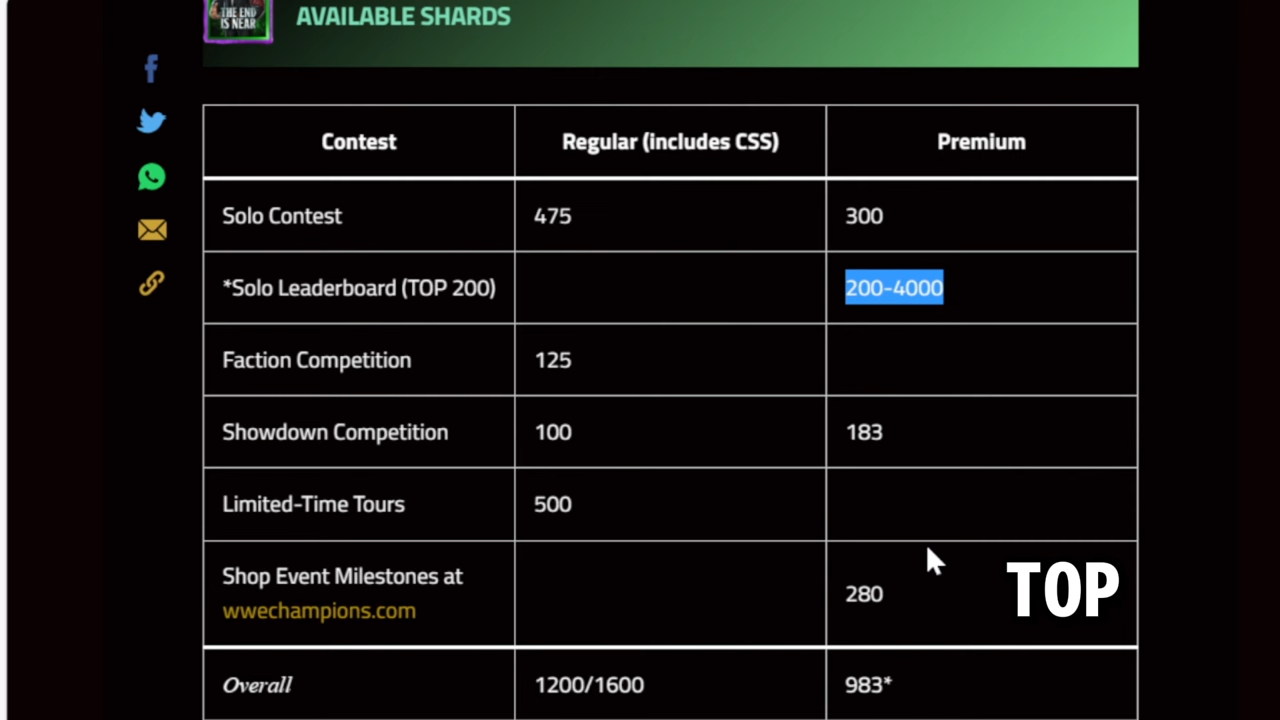 THE END
IS NEAR
AVAILABLE SHARDS
Contest Regular (includes CSS) Premium
Solo Contest 475 300
*Solo Leaderboard (TOP 200) 200-4000
Faction Competition 125
Showdown Competition 100 183
Limited-Time Tours 500
Shop Event Milestones at
wwechampions.com 280
TOP
Overall 1200/1600 983*